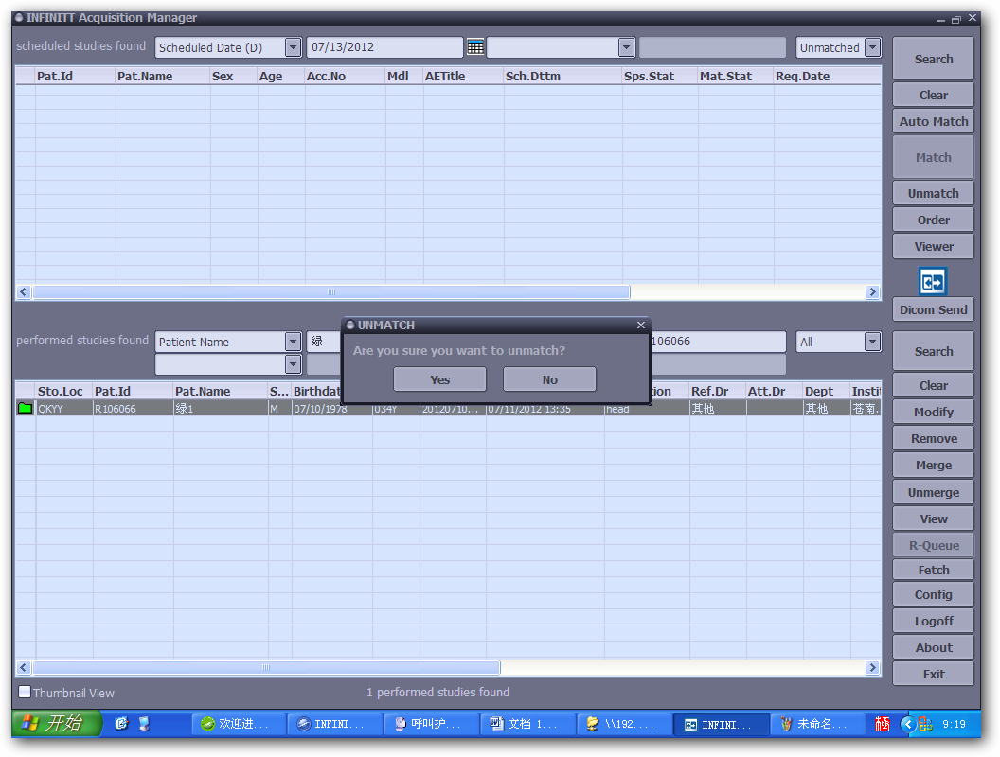 INFINITT Acquisition Manager
scheduled studies found Scheduled Date (D) 07/13/2012 Unmatched
Pat.Id Pat.Name Sex Age Acc.No Mdl AETitle Sch.Dttm Sps.Stat Mat.Stat Req.Date
Search
Clear
Auto Match
Match
Unmatch
Order
Viewer
Dicom Send
performed studies found Patient Name 绿 106066 All
UNMATCH
Are you sure you want to unmatch?
Yes No
Sto.Loc Pat.Id Pat.Name S... Birthdat ion Ref.Dr Att.Dr Dept Instit
QKYY R106066 绿1 M 07/10/1978 034Y 20120710... 07/11/2012 13:35 head 其他 其他 苍南.
Search
Clear
Modify
Remove
Merge
Unmerge
View
R-Queue
Fetch
Config
Logoff
About
Exit
Thumbnail View 1 performed studies found
开始 欢迎进... INFINI... 呼叫护... 文档 1... \\192.... INFINI... 未命名... 9:19